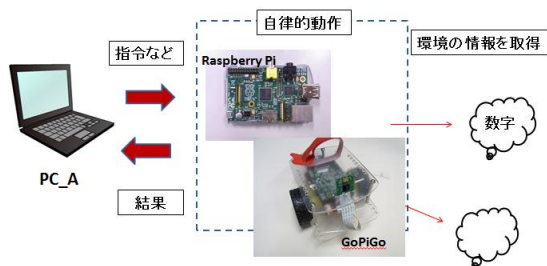 自律的動作
指令など
環境の情報を取得
Raspberry Pi
数字
PC_A
結果
GoPiGo